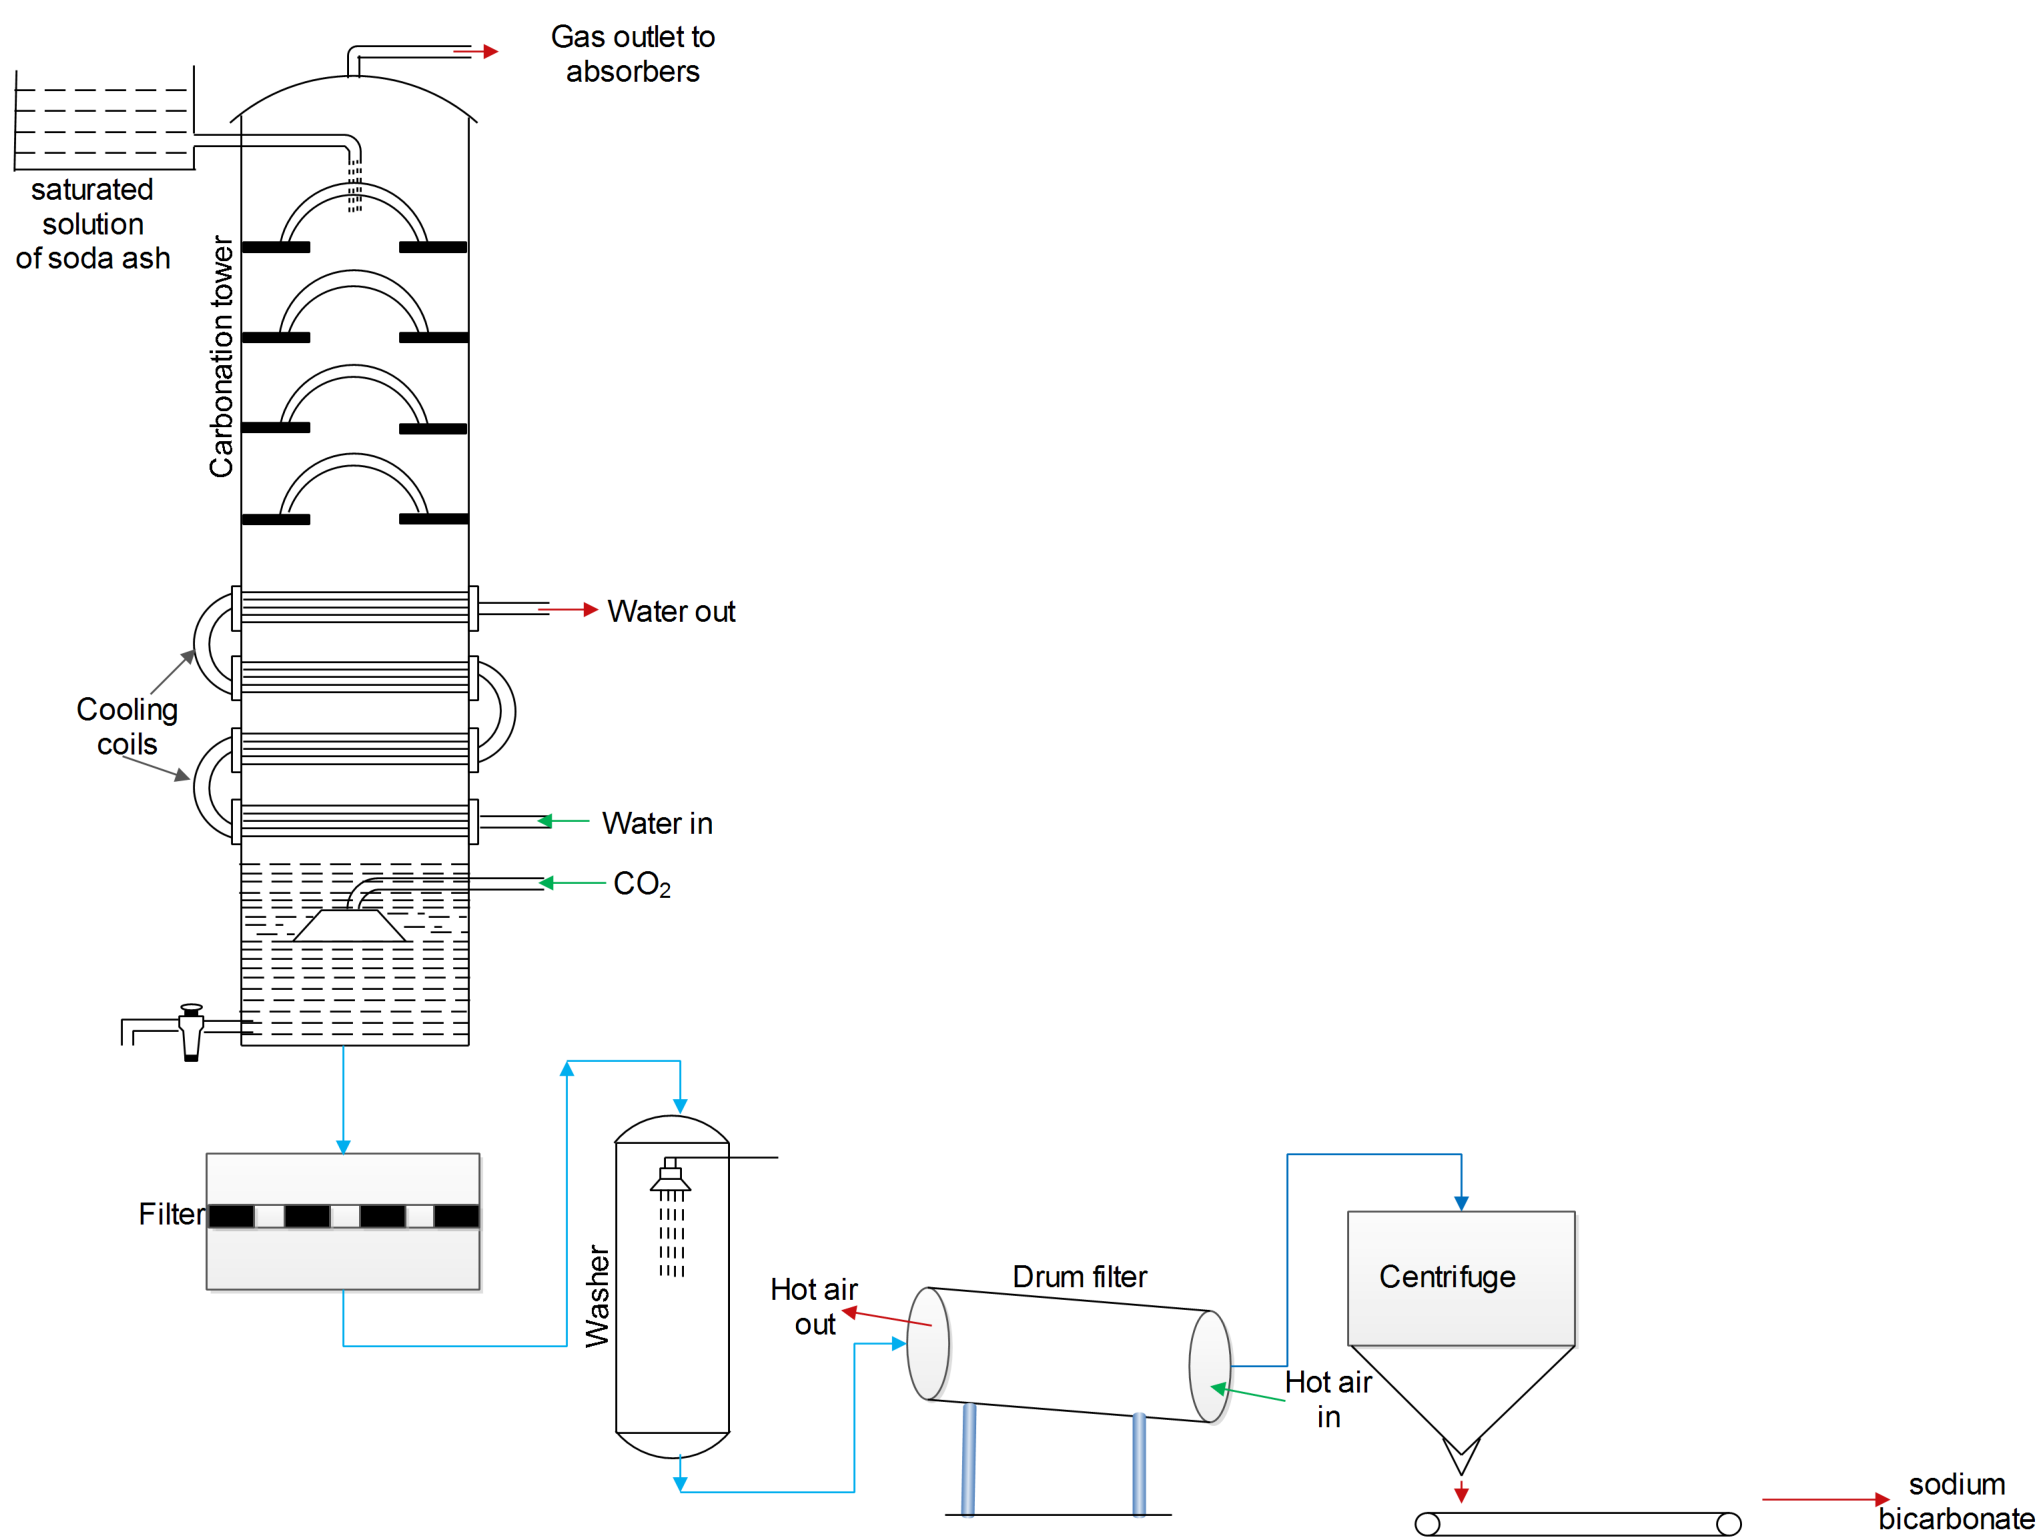 Gas outlet to
absorbers
saturated
solution
of soda ash
Carbonation tower
Water out
Cooling
coils
Water in
CO₂
Filter
Washer
Hot air
out
Drum filter
Hot air
in
Centrifuge
sodium
bicarbonate